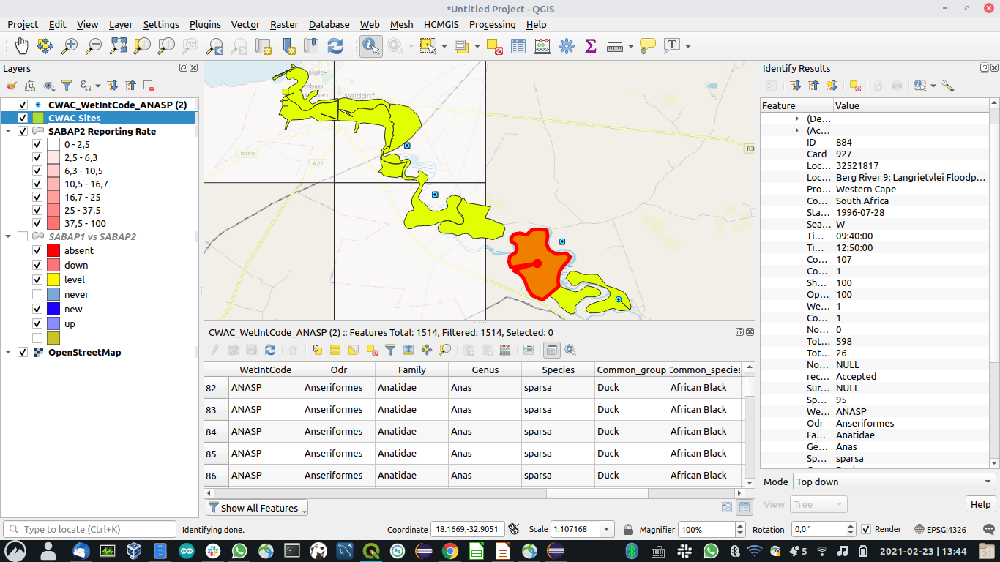 *Untitled Project - QGIS
Project Edit View Layer Settings Plugins Vector Raster Database Web Mesh HCMGIS Processing Help
Layers
CWAC_WetIntCode_ANASP (2)
CWAC Sites
SABAP2 Reporting Rate
0 - 2,5
2,5 - 6,3
6,3 - 10,5
10,5 - 16,7
16,7 - 25
25 - 37,5
37,5 - 100
SABAP1 vs SABAP2
absent
down
level
never
new
up
OpenStreetMap
Velddrif
R399
R27
CWAC_WetIntCode_ANASP (2) :: Features Total: 1514, Filtered: 1514, Selected: 0
WetIntCode Odr Family Genus Species Common_group Common_species
82 ANASP Anseriformes Anatidae Anas sparsa Duck African Black
83 ANASP Anseriformes Anatidae Anas sparsa Duck African Black
84 ANASP Anseriformes Anatidae Anas sparsa Duck African Black
85 ANASP Anseriformes Anatidae Anas sparsa Duck African Black
86 ANASP Anseriformes Anatidae Anas sparsa Duck African Black
Show All Features
Identify Results
Feature Value
(De...
(Ac...
ID 884
Card 927
Loc... 32521817
Loc... Berg River 9: Langrietvlei Floodp...
Pro... Western Cape
Co... South Africa
Sta... 1996-07-28
Sea... W
Ti... 09:40:00
Ti... 12:50:00
Co... 107
Co... 1
Sh... 100
Op... 100
We... 1
Co... 1
No... 0
Tot... 598
Tot... 26
No... NULL
rec... Accepted
Sur... NULL
Sp... 95
We... ANASP
Odr Anseriformes
Fa... Anatidae
Ge... Anas
Sp... sparsa
Mode Top down
View Tree
Help
Type to locate (Ctrl+K) Identifying done. Coordinate 18.1669,-32.9051 Scale 1:107168 Magnifier 100% Rotation 0,0 ° Render EPSG:4326
5 2021-02-23 | 13:44